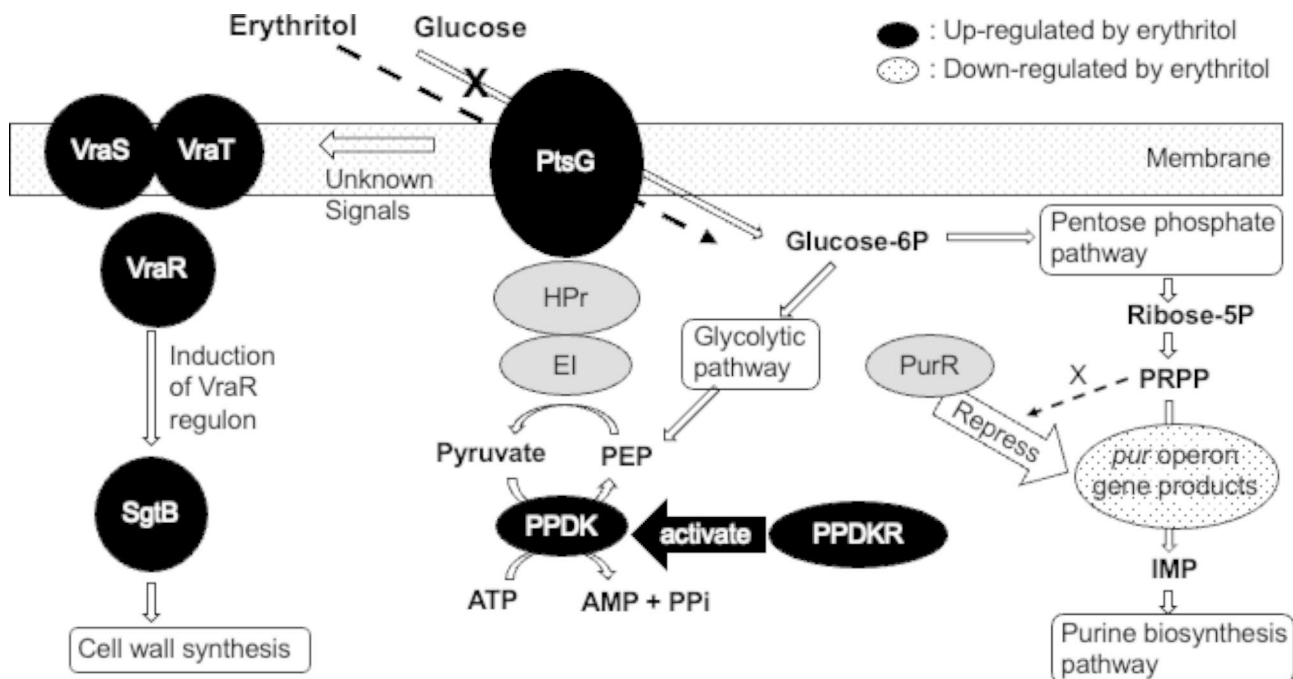 Erythritol
Glucose
: Up-regulated by erythritol
: Down-regulated by erythritol
X
VraS
VraT
PtsG
Membrane
Unknown
Signals
VraR
Glucose-6P
Pentose phosphate
pathway
HPr
Ribose-5P
Induction
of VraR
regulon
EI
Glycolytic
pathway
PurR
X
PRPP
Repress
Pyruvate
PEP
pur operon
gene products
SgtB
PPDK
activate
PPDKR
IMP
ATP
AMP + PPi
Cell wall synthesis
Purine biosynthesis
pathway